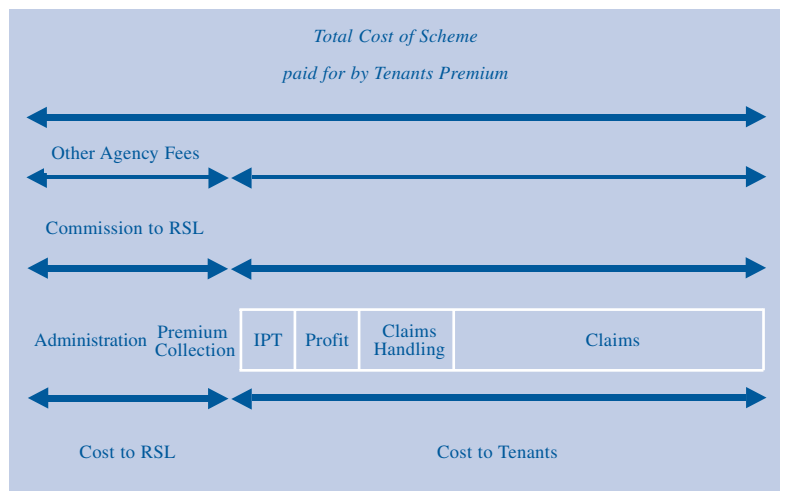 Total Cost of Scheme
paid for by Tenants Premium
Other Agency Fees
Commission to RSL
Administration
Premium
Collection
IPT
Profit
Claims
Handling
Claims
Cost to RSL
Cost to Tenants